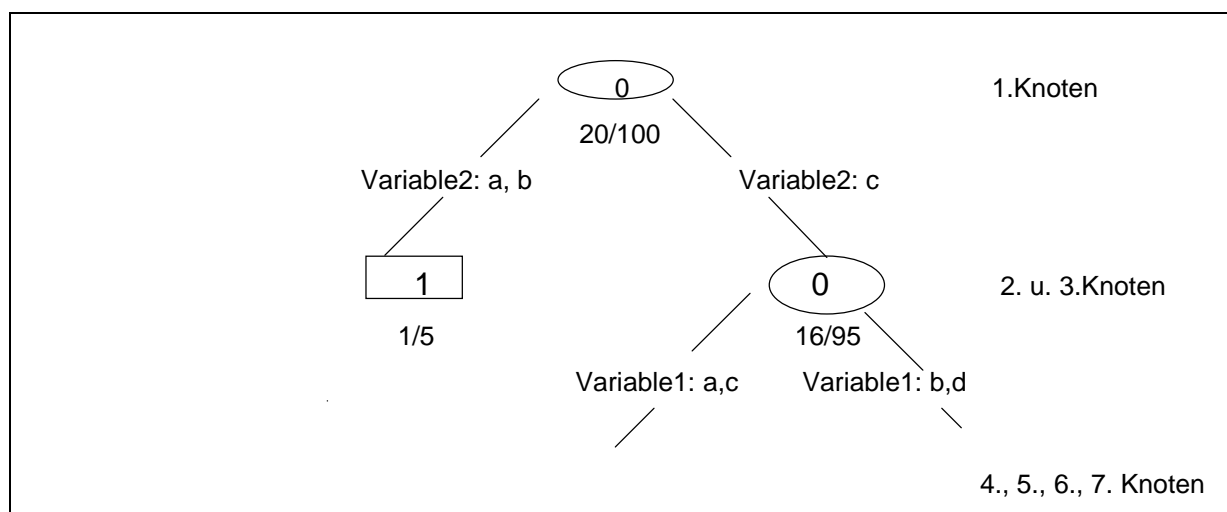 0 1.Knoten
20/100
Variable2: a, b Variable2: c
1 0 2. u. 3.Knoten
1/5 16/95
Variable1: a,c Variable1: b,d
4., 5., 6., 7. Knoten